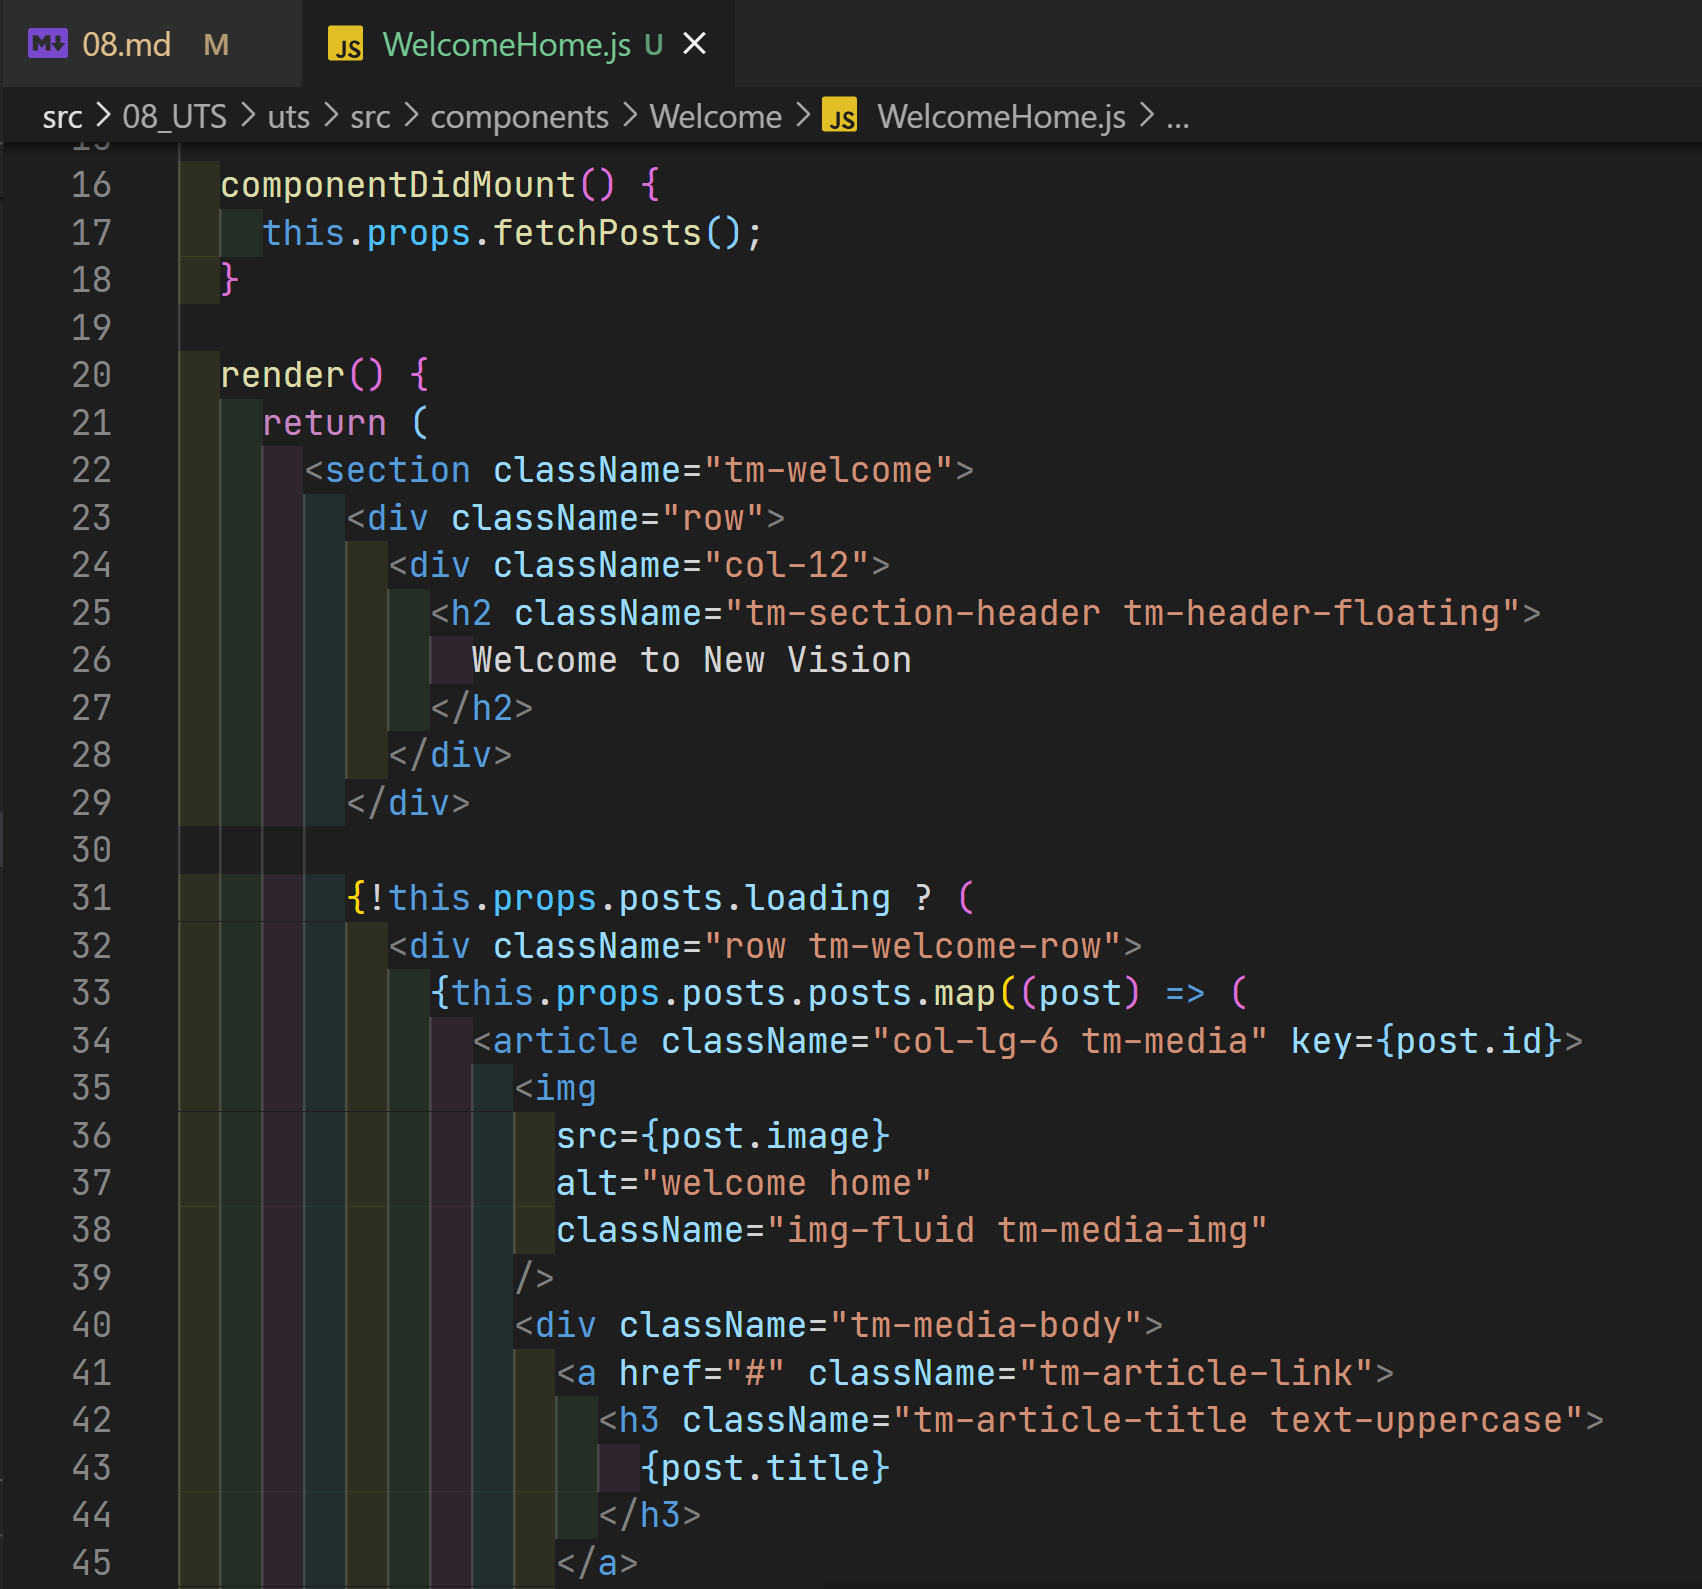 08.md M JS WelcomeHome.js U
src > 08_UTS > uts > src > components > Welcome > JS WelcomeHome.js > ...
16 componentDidMount() {
17 this.props.fetchPosts();
18 }
19
20 render() {
21 return (
22 <section className="tm-welcome">
23 <div className="row">
24 <div className="col-12">
25 <h2 className="tm-section-header tm-header-floating">
26 Welcome to New Vision
27 </h2>
28 </div>
29 </div>
30
31 {!this.props.posts.loading ? (
32 <div className="row tm-welcome-row">
33 {this.props.posts.posts.map((post) => (
34 <article className="col-lg-6 tm-media" key={post.id}>
35 <img
36 src={post.image}
37 alt="welcome home"
38 className="img-fluid tm-media-img"
39 />
40 <div className="tm-media-body">
41 <a href="#" className="tm-article-link">
42 <h3 className="tm-article-title text-uppercase">
43 {post.title}
44 </h3>
45 </a>